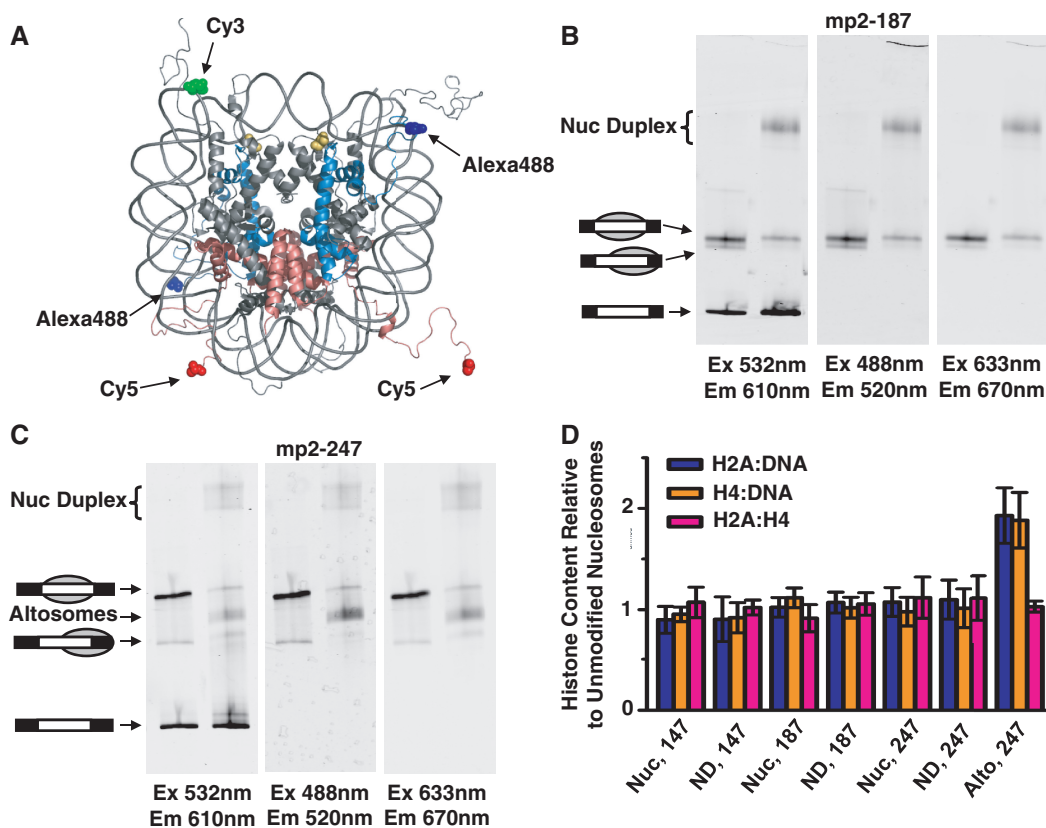 A
Cy3
Alexa488
Alexa488
Cy5
Cy5
B
mp2-187
Nuc Duplex
Ex 532nm
Em 610nm
Ex 488nm
Em 520nm
Ex 633nm
Em 670nm
C
mp2-247
Nuc Duplex
Altosomes
Ex 532nm
Em 610nm
Ex 488nm
Em 520nm
Ex 633nm
Em 670nm
D
Histone Content Relative
to Unmodified Nucleosomes
2
1
0
H2A:DNA
H4:DNA
H2A:H4
Nuc, 147
ND, 147
Nuc, 187
ND, 187
Nuc, 247
ND, 247
Alto, 247